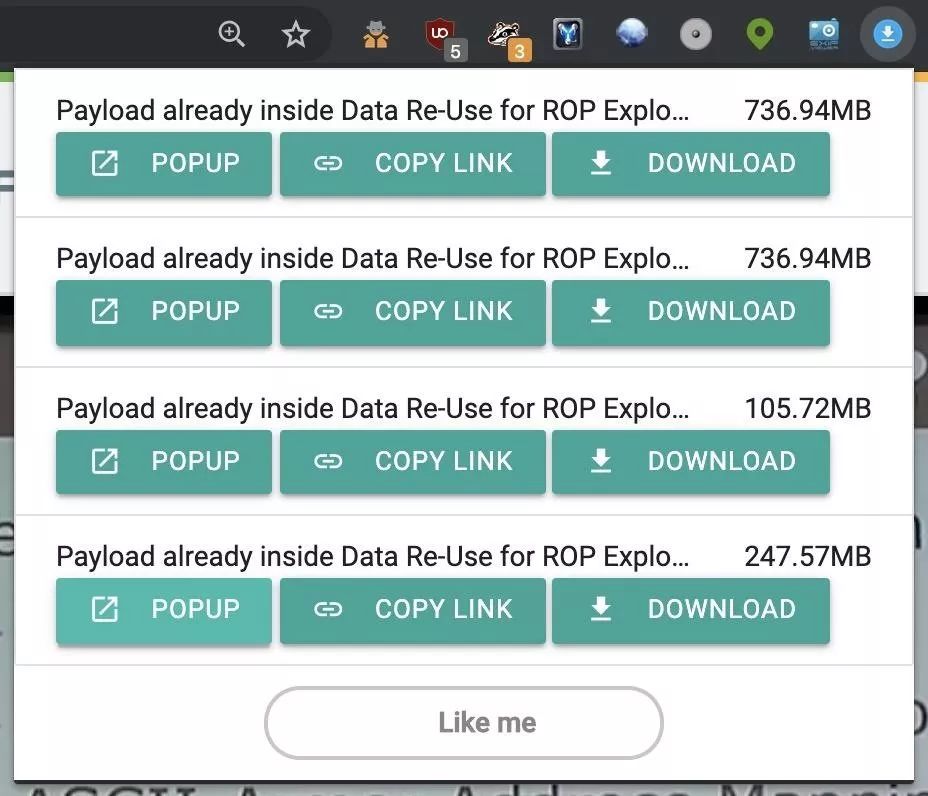 UO
5
3
EXIF
VIEWER
Payload already inside Data Re-Use for ROP Explo... 736.94MB
POPUP COPY LINK DOWNLOAD
Payload already inside Data Re-Use for ROP Explo... 736.94MB
POPUP COPY LINK DOWNLOAD
Payload already inside Data Re-Use for ROP Explo... 105.72MB
POPUP COPY LINK DOWNLOAD
Payload already inside Data Re-Use for ROP Explo... 247.57MB
POPUP COPY LINK DOWNLOAD
Like me